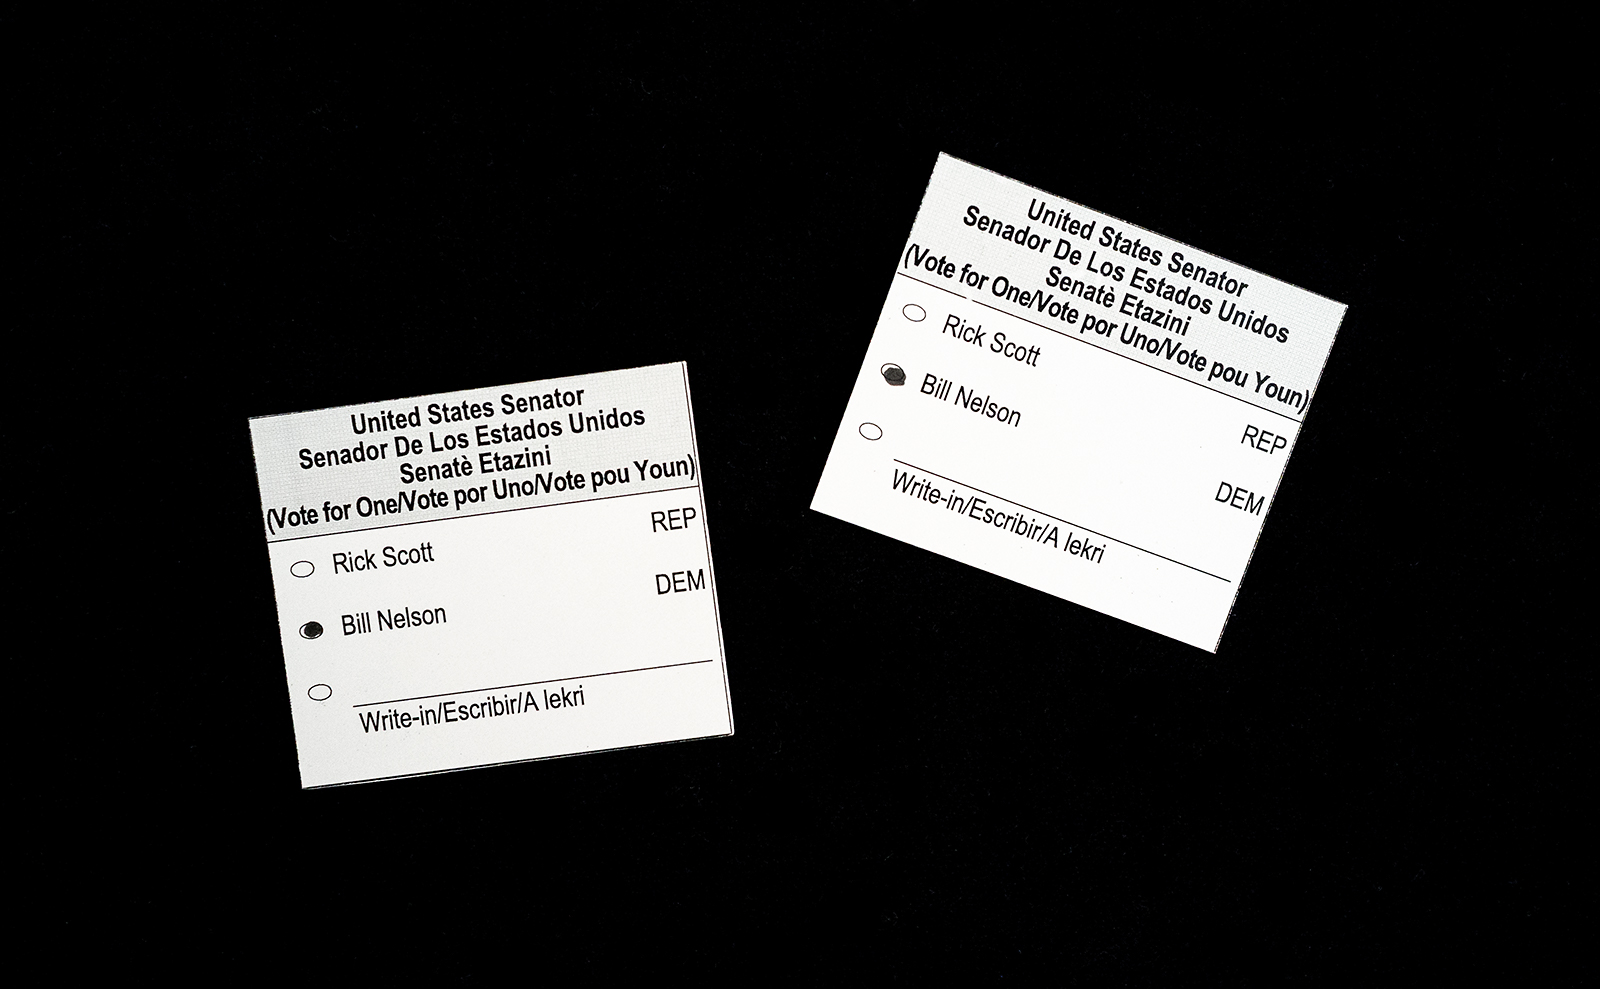 United States Senator
Senador De Los Estados Unidos
Senatè Etazini
(Vote for One/Vote por Uno/Vote pou Youn)
Rick Scott REP
Bill Nelson DEM
Write-in/Escribir/A lekri
United States Senator
Senador De Los Estados Unidos
Senatè Etazini
(Vote for One/Vote por Uno/Vote pou Youn)
Rick Scott REP
Bill Nelson DEM
Write-in/Escribir/A lekri